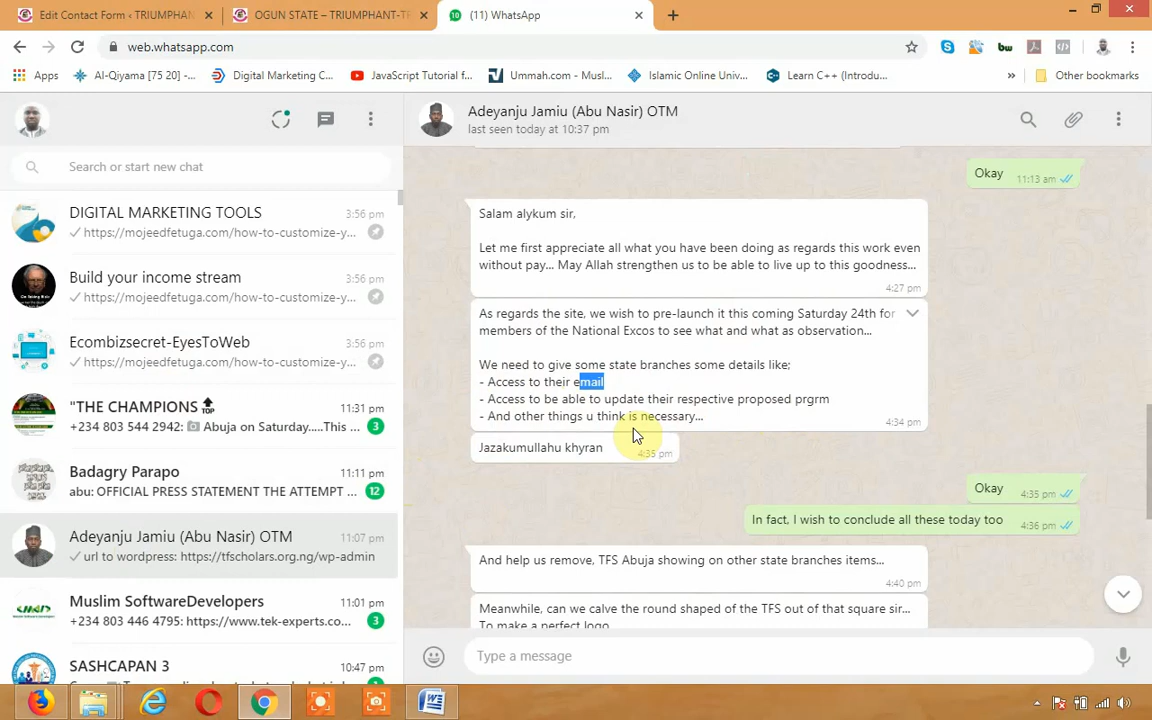 Edit Contact Form ‹ TRIUMPHAN
OGUN STATE – TRIUMPHANT-T
(11) WhatsApp
web.whatsapp.com
Apps
Al-Qiyama [75 20] -...
Digital Marketing C...
JavaScript Tutorial f...
Ummah.com - Musl...
Islamic Online Univ...
Learn C++ (Introdu...
Other bookmarks
Search or start new chat
DIGITAL MARKETING TOOLS
3:56 pm
https://mojeedfetuga.com/how-to-customize-y...
Build your income stream
3:56 pm
https://mojeedfetuga.com/how-to-customize-y...
Ecombizsecret-EyesToWeb
3:56 pm
https://mojeedfetuga.com/how-to-customize-y...
"THE CHAMPIONS
11:31 pm
+234 803 544 2942: Abuja on Saturday.....This ...
3
Badagry Parapo
11:11 pm
abu: OFFICIAL PRESS STATEMENT THE ATTEMPT ...
12
Adeyanju Jamiu (Abu Nasir) OTM
11:07 pm
url to wordpress: https://tfscholars.org.ng/wp-admin
Muslim SoftwareDevelopers
11:01 pm
+234 803 446 4795: https://www.tek-experts.co...
3
SASHCAPAN 3
10:47 pm
Adeyanju Jamiu (Abu Nasir) OTM
last seen today at 10:37 pm
Okay
11:13 am
Salam alykum sir,
Let me first appreciate all what you have been doing as regards this work even
without pay... May Allah strengthen us to be able to live up to this goodness...
4:27 pm
As regards the site, we wish to pre-launch it this coming Saturday 24th for
members of the National Excos to see what and what as observation...
We need to give some state branches some details like;
- Access to their email
- Access to be able to update their respective proposed prgrm
- And other things u think is necessary...
4:34 pm
Jazakumullahu khyran
4:35 pm
Okay
4:35 pm
In fact, I wish to conclude all these today too
4:36 pm
And help us remove, TFS Abuja showing on other state branches items...
4:40 pm
Meanwhile, can we calve the round shaped of the TFS out of that square sir...
To make a perfect logo
Type a message